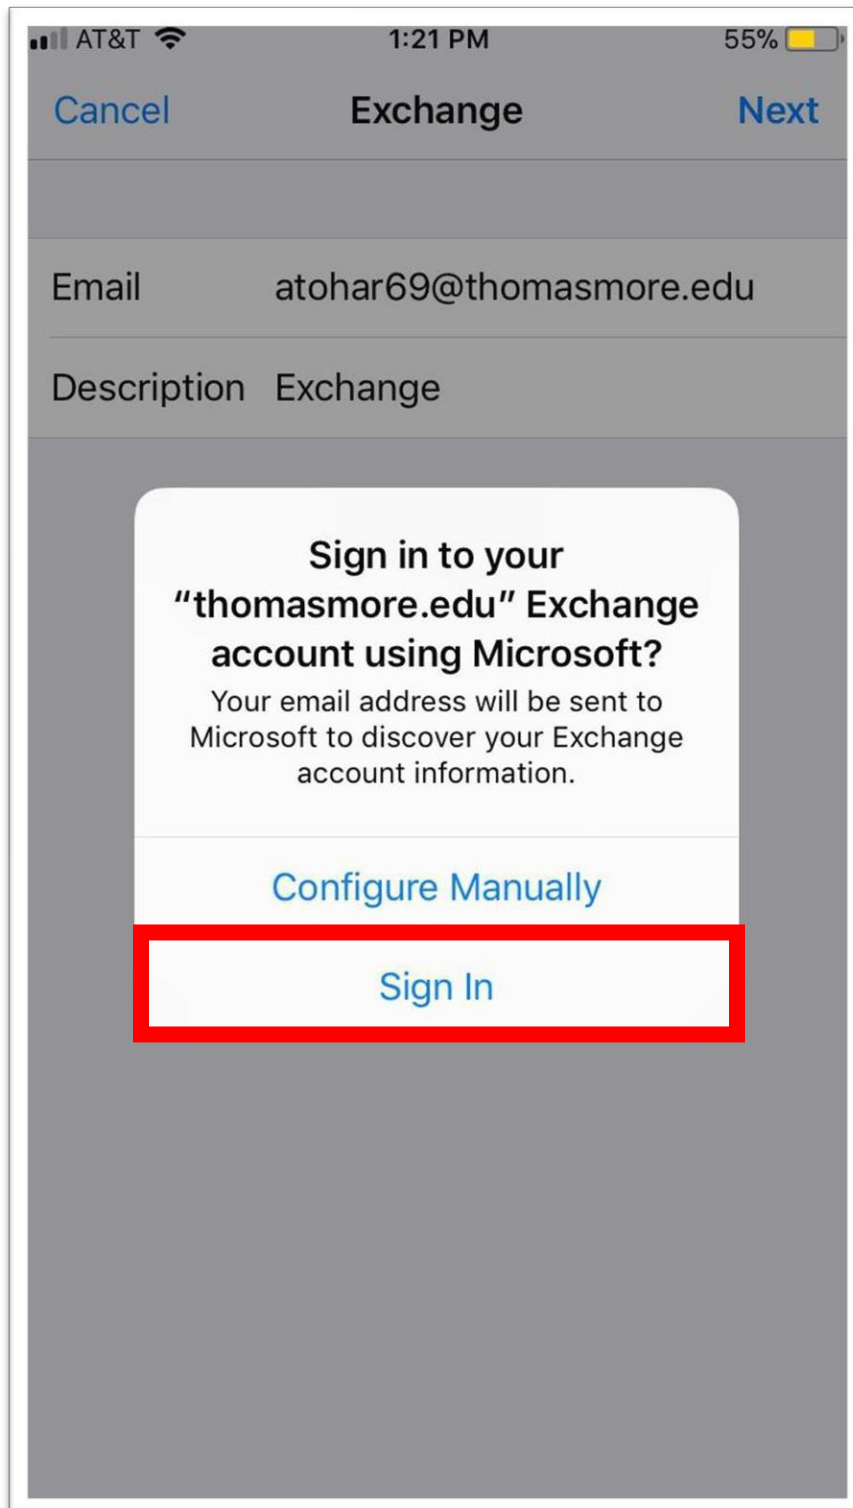 AT&T 1:21 PM 55%
Cancel Exchange Next
Email atohar69@thomasmore.edu
Description Exchange
Sign in to your
“thomasmore.edu” Exchange
account using Microsoft?
Your email address will be sent to
Microsoft to discover your Exchange
account information.
Configure Manually
Sign In